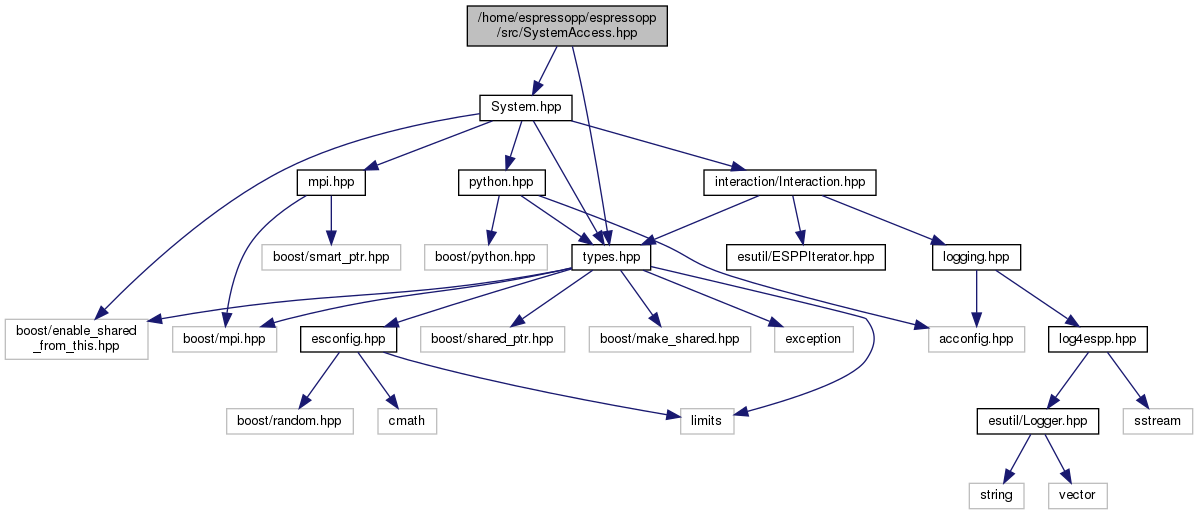 /home/espressopp/espressopp
/src/SystemAccess.hpp
System.hpp
mpi.hpp
python.hpp
interaction/Interaction.hpp
boost/smart_ptr.hpp
boost/python.hpp
types.hpp
esutil/ESPPIterator.hpp
logging.hpp
boost/enable_shared
_from_this.hpp
boost/mpi.hpp
esconfig.hpp
boost/shared_ptr.hpp
boost/make_shared.hpp
exception
acconfig.hpp
log4espp.hpp
boost/random.hpp
cmath
limits
esutil/Logger.hpp
sstream
string
vector